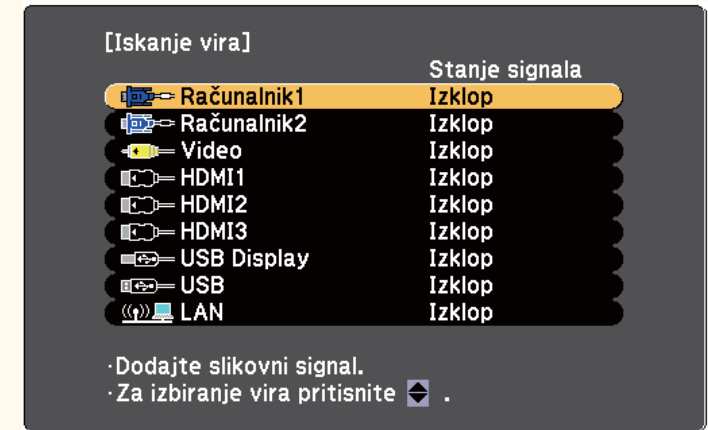 [Iskanje vira]
Stanje signala
Računalnik1 Izklop
Računalnik2 Izklop
Video Izklop
HDMI1 Izklop
HDMI2 Izklop
HDMI3 Izklop
USB Display Izklop
USB Izklop
LAN Izklop
·Dodajte slikovni signal.
·Za izbiranje vira pritisnite .